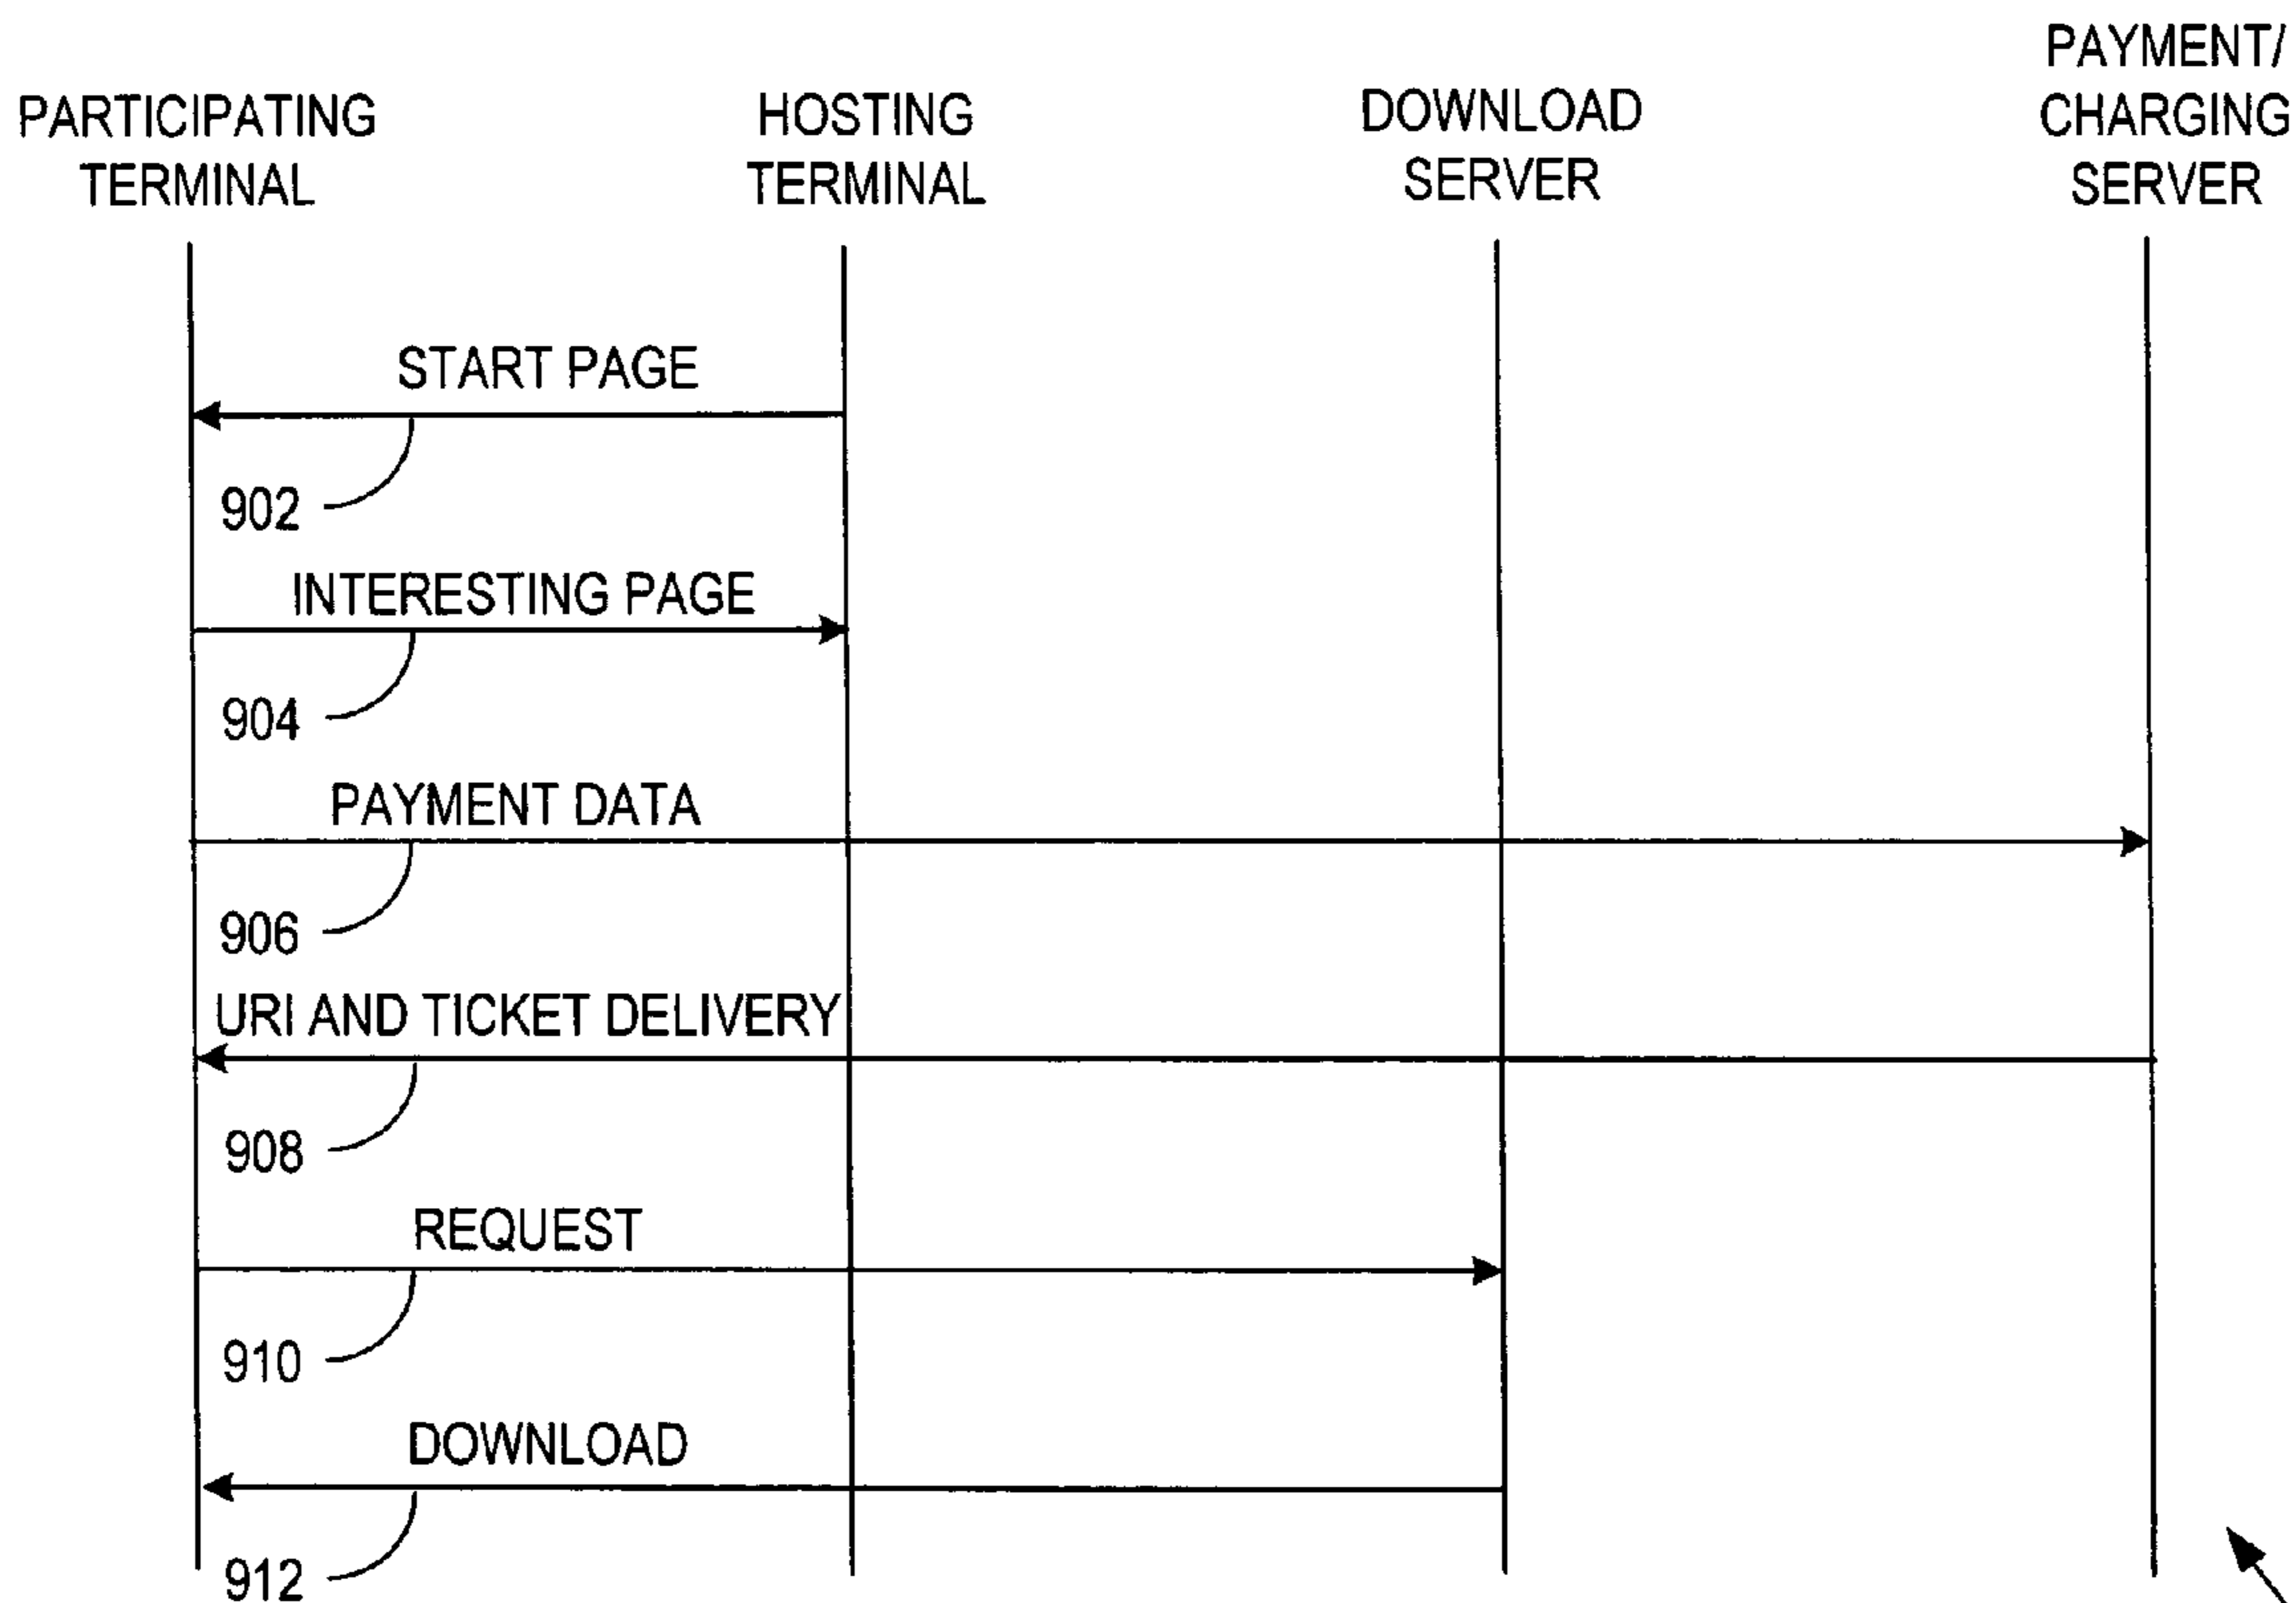 PARTICIPATING
TERMINAL
HOSTING
TERMINAL
DOWNLOAD
SERVER
PAYMENT/
CHARGING
SERVER
START PAGE
902
INTERESTING PAGE
904
PAYMENT DATA
906
URI AND TICKET DELIVERY
908
REQUEST
910
DOWNLOAD
912